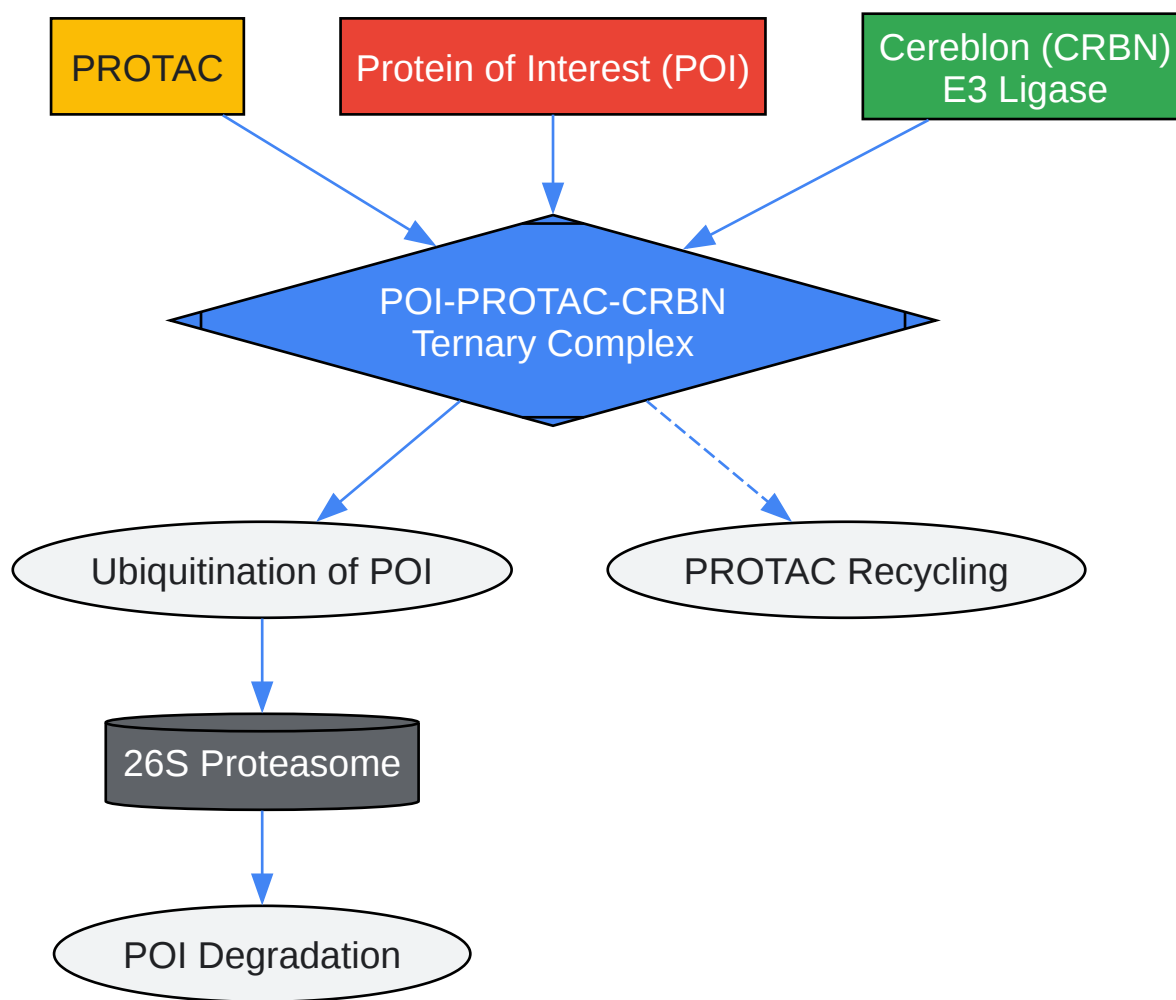 PROTAC
Protein of Interest (POI)
Cereblon (CRBN)
E3 Ligase
POI-PROTAC-CRBN
Ternary Complex
Ubiquitination of POI
PROTAC Recycling
26S Proteasome
POI Degradation